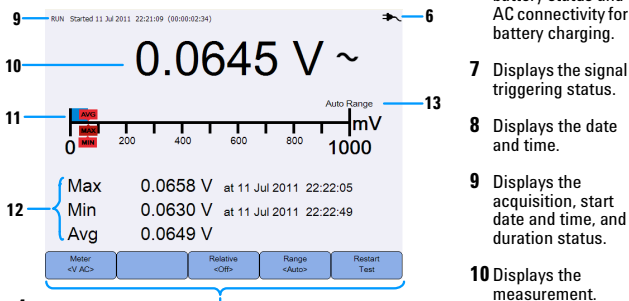 9 RUN Started 11 Jul 2011 22:21:09 (00:00:02:34) 6
10 0.0645 V ~
Auto Range 13
11 AVG
MAX
MIN
mV
0 200 400 600 800 1000
Max 0.0658 V at 11 Jul 2011 22:22:05
12 Min 0.0630 V at 11 Jul 2011 22:22:49
Avg 0.0649 V
Meter
<V AC>
Relative
<Off>
Range
<Auto>
Restart
Test
AC connectivity for
battery charging.
7 Displays the signal
triggering status.
8 Displays the date
and time.
9 Displays the
acquisition, start
date and time, and
duration status.
10 Displays the
measurement.